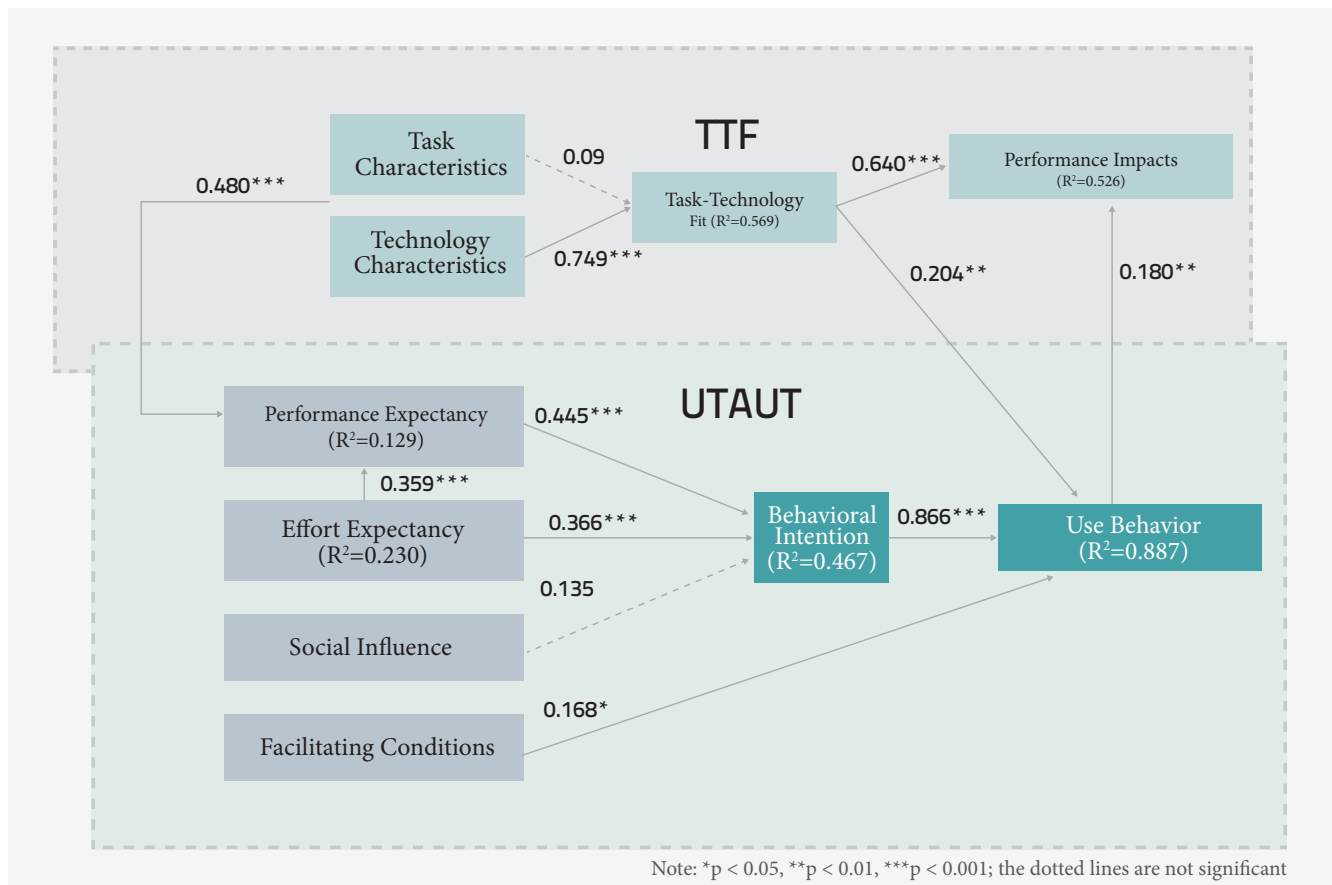 TTF
Task
Characteristics
0.09
0.480***
Technology
Characteristics
0.749***
Task-Technology
Fit (R²=0.569)
0.640***
Performance Impacts
(R²=0.526)
0.204**
0.180**
UTAUT
Performance Expectancy
(R²=0.129)
0.445***
0.359***
Effort Expectancy
(R²=0.230)
0.366***
Behavioral
Intention
(R²=0.467)
0.866***
Use Behavior
(R²=0.887)
0.135
Social Influence
0.168*
Facilitating Conditions
Note: *p < 0.05, **p < 0.01, ***p < 0.001; the dotted lines are not significant